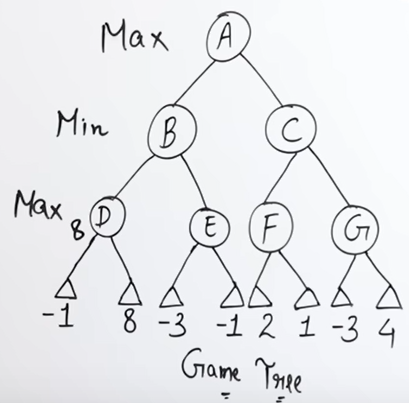 Max A
Min B C
Max 8 D E F G
-1 8 -3 -1 2 1 -3 4
Game Tree